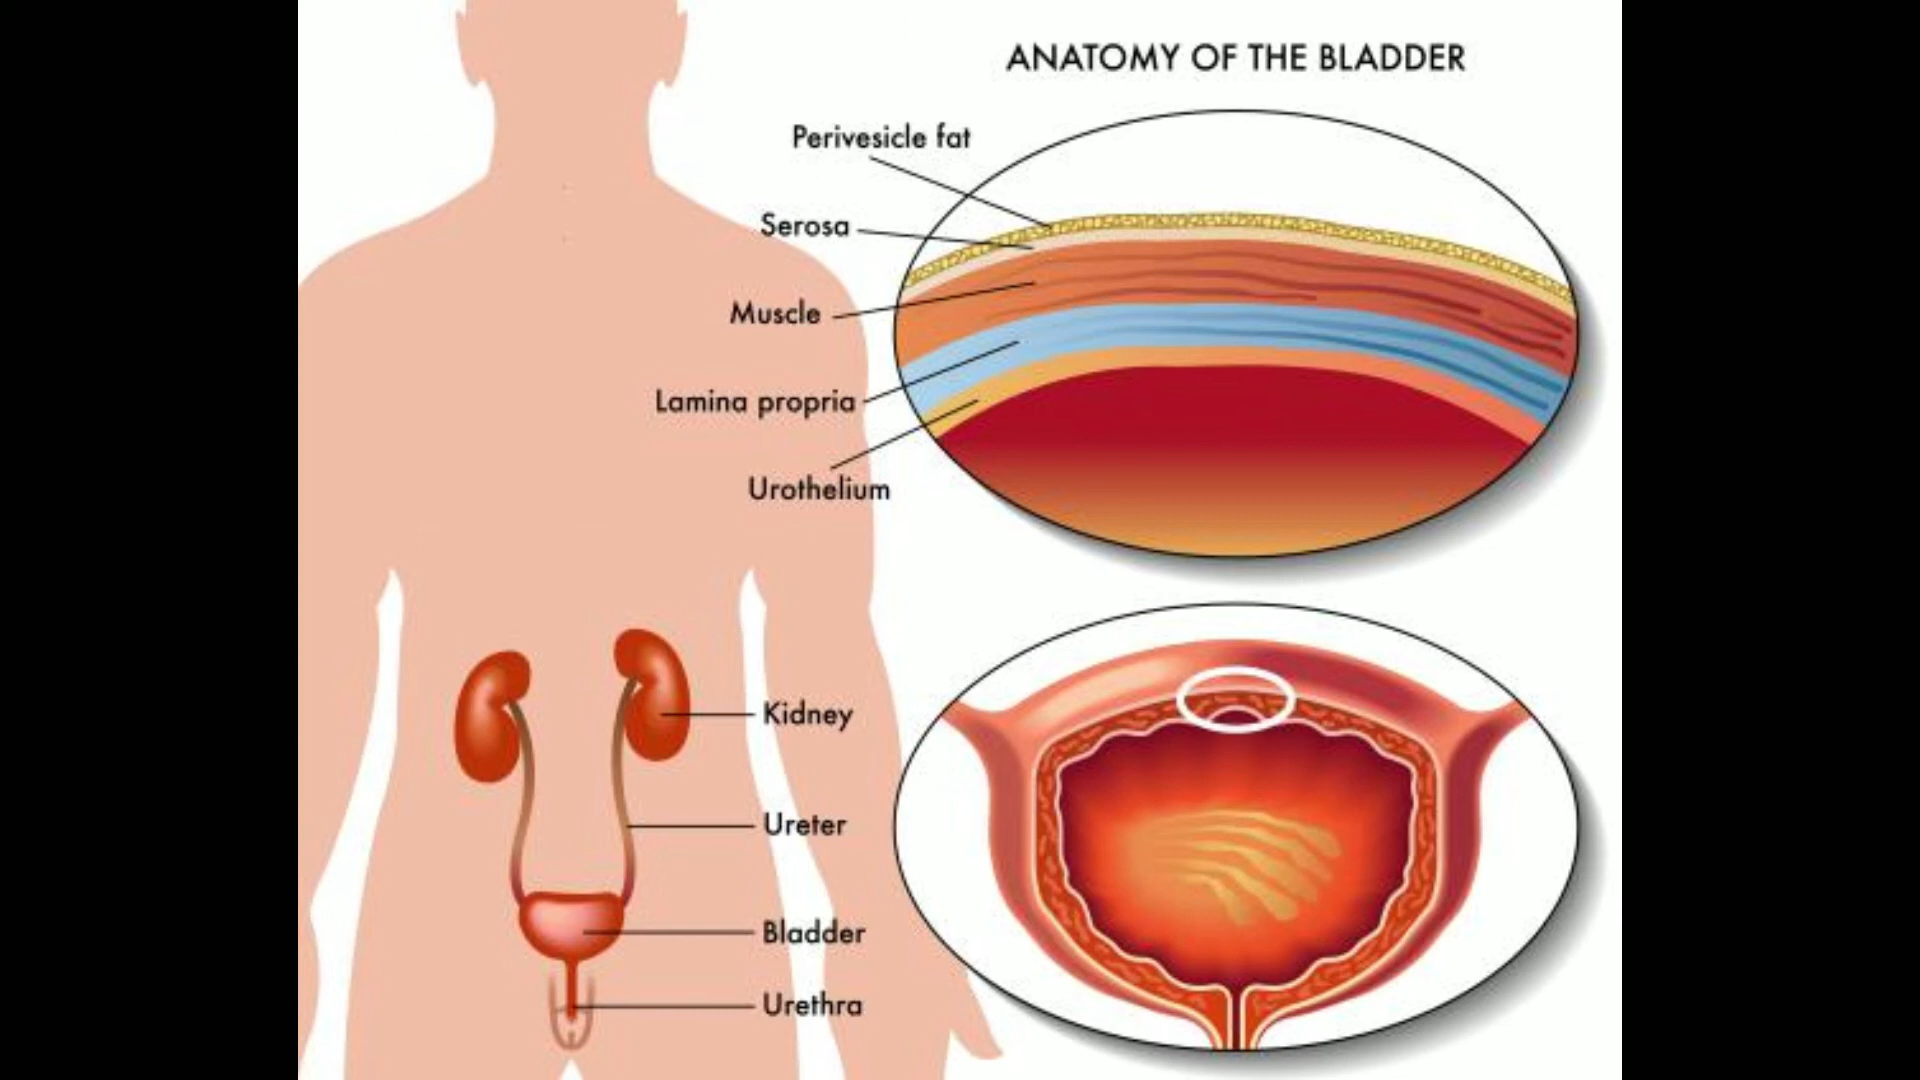 ANATOMY OF THE BLADDER
Perivesicle fat
Serosa
Muscle
Lamina propria
Urothelium
Kidney
Ureter
Bladder
Urethra